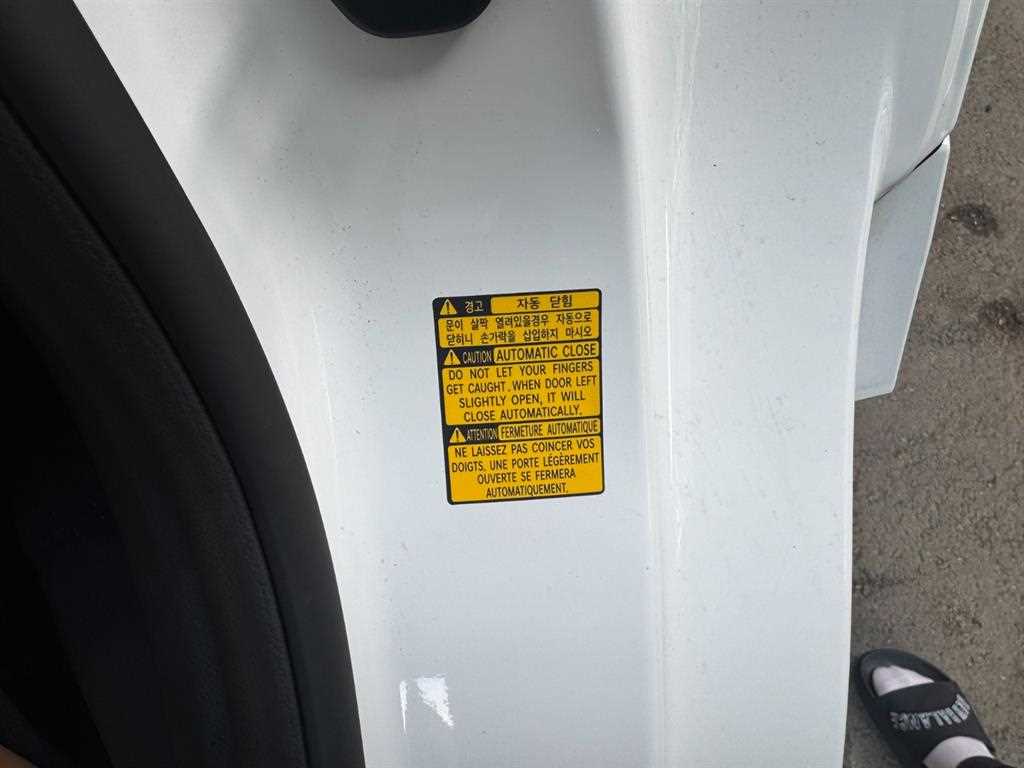 경고 자동 닫힘
문이 살짝 열려있을경우 자동으로
닫히니 손가락을 삽입하지 마시오
CAUTION AUTOMATIC CLOSE
DO NOT LET YOUR FINGERS
GET CAUGHT. WHEN DOOR LEFT
SLIGHTLY OPEN, IT WILL
CLOSE AUTOMATICALLY.
ATTENTION FERMETURE AUTOMATIQUE
NE LAISSEZ PAS COINCER VOS
DOIGTS. UNE PORTE LÉGÈREMENT
OUVERTE SE FERMERA
AUTOMATIQUEMENT.